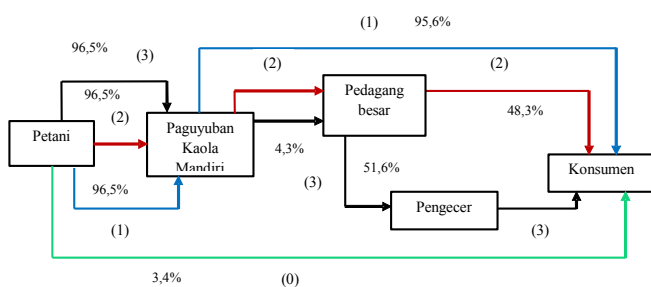 (1)
95,6%
96,5%
(3)
(2)
(2)
96,5%
(2)
Petani
Paguyuban
Kaola
Mandiri
Pedagang
besar
4,3%
48,3%
(3)
51,6%
Konsumen
96,5%
(1)
Pengecer
(3)
3,4%
(0)